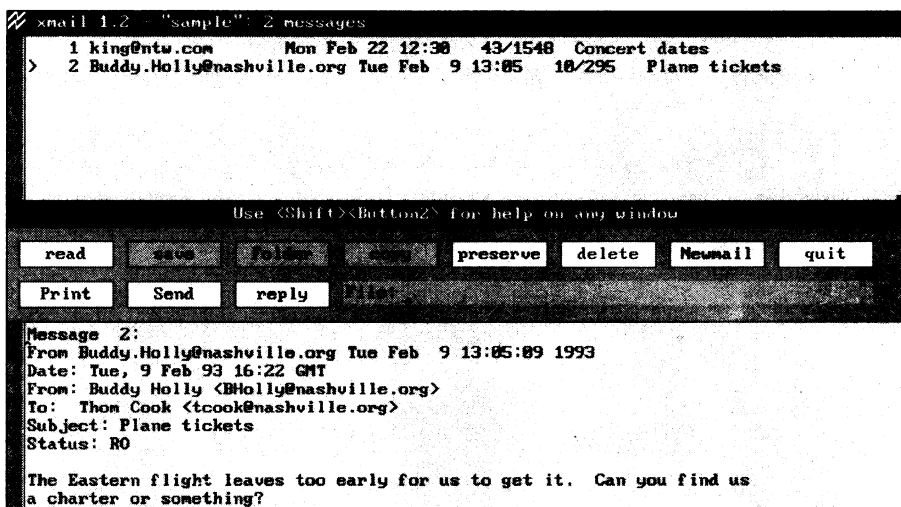 xmail 1.2 - "sample": 2 messages
1 king@ntw.com Mon Feb 22 12:30 43/1548 Concert dates
> 2 Buddy.Holly@nashville.org Tue Feb 9 13:05 10/295 Plane tickets
Use <Shift><Button2> for help on any window
read save Folder copy preserve delete Newmail quit
Print Send reply File:
Message 2:
From Buddy.Holly@nashville.org Tue Feb 9 13:05:09 1993
Date: Tue, 9 Feb 93 16:22 GMT
From: Buddy Holly <BHolly@nashville.org>
To: Thom Cook <tcook@nashville.org>
Subject: Plane tickets
Status: RO
The Eastern flight leaves too early for us to get it. Can you find us
a charter or something?